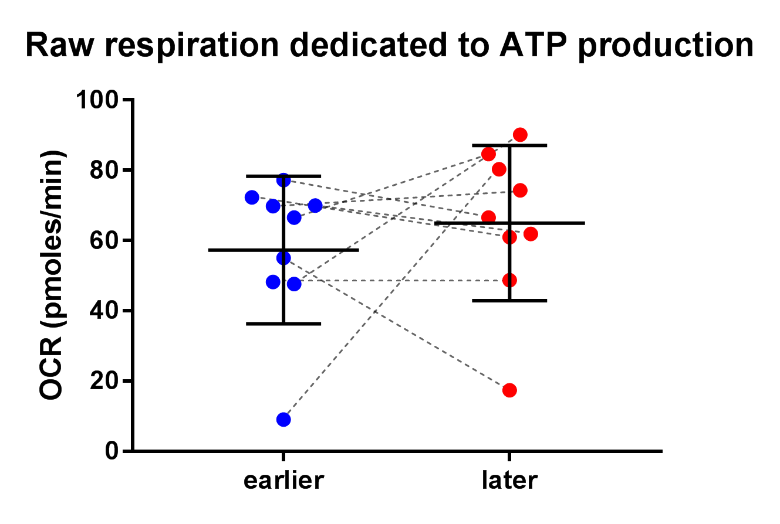 Raw respiration dedicated to ATP production
OCR (pmoles/min)
100
80
60
40
20
0
earlier later